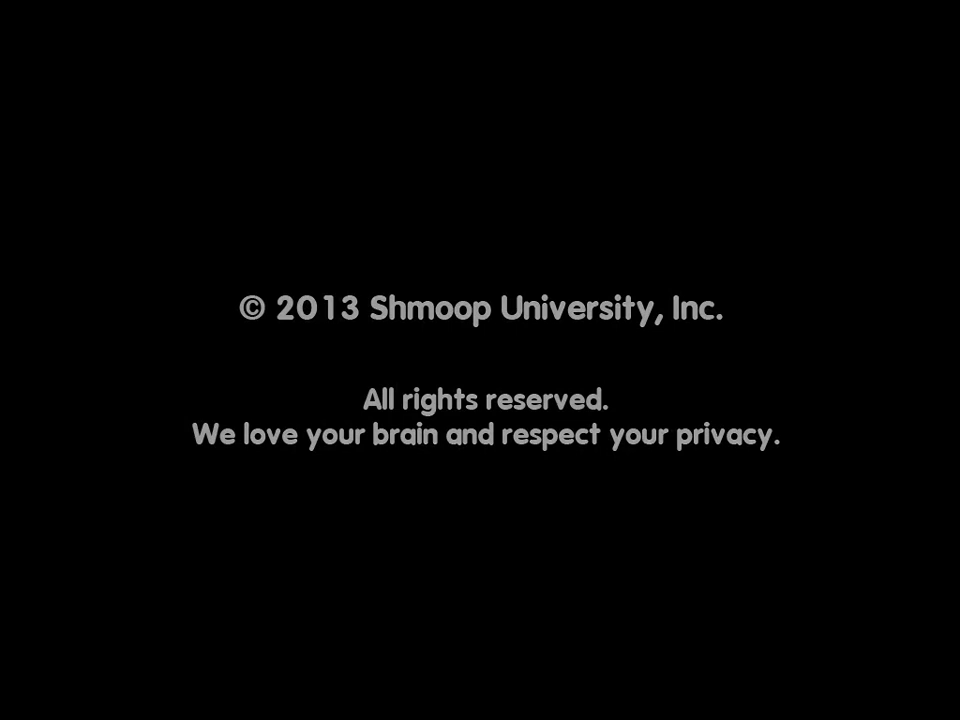 © 2013 Shmoop University, Inc.
All rights reserved.
We love your brain and respect your privacy.